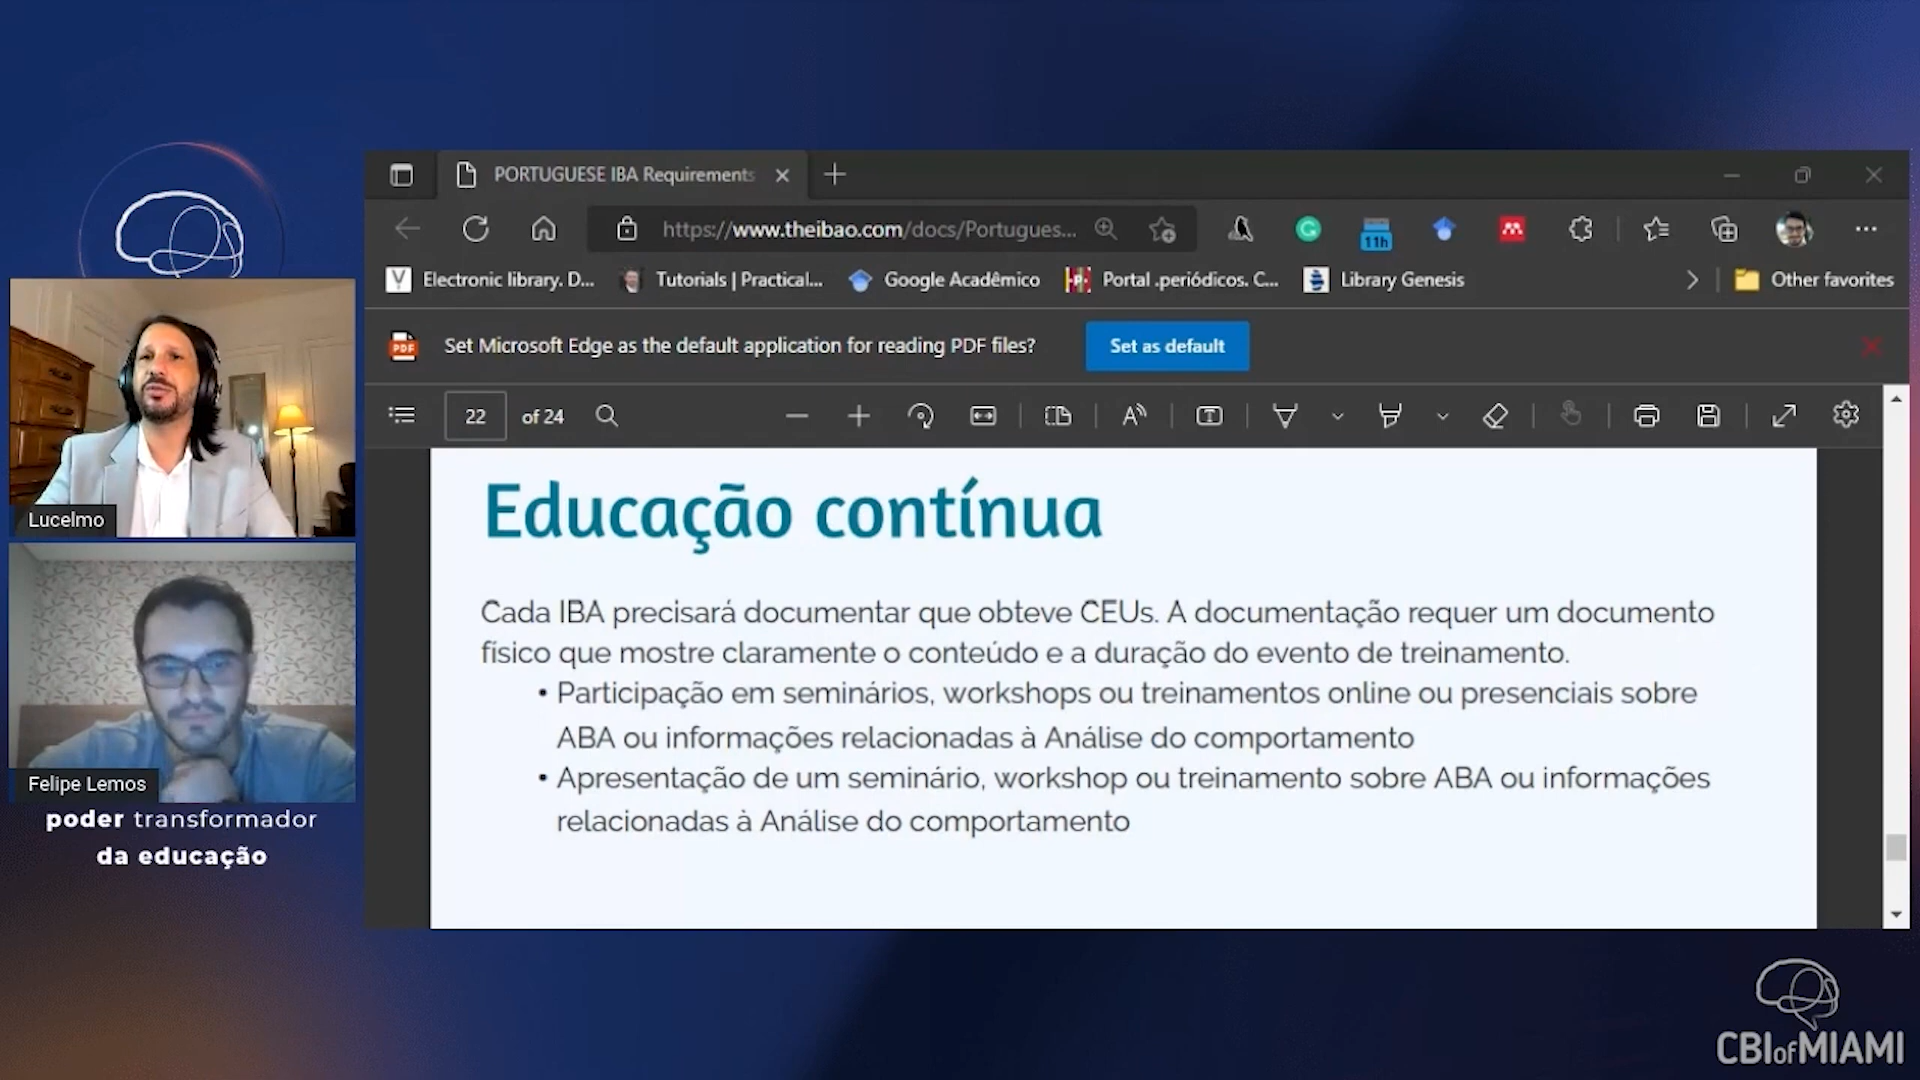 PORTUGUESE IBA Requirements
https://www.theibao.com/docs/Portugues...
11h
Electronic library. D...
Tutorials | Practical...
Google Acadêmico
Portal .periódicos. C...
Library Genesis
Other favorites
PDF
Set Microsoft Edge as the default application for reading PDF files?
Set as default
22
of 24
Educação contínua
Cada IBA precisará documentar que obteve CEUs. A documentação requer um documento
físico que mostre claramente o conteúdo e a duração do evento de treinamento.
• Participação em seminários, workshops ou treinamentos online ou presenciais sobre
ABA ou informações relacionadas à Análise do comportamento
• Apresentação de um seminário, workshop ou treinamento sobre ABA ou informações
relacionadas à Análise do comportamento
Lucelmo
Felipe Lemos
poder transformador
da educação
CBIofMIAMI